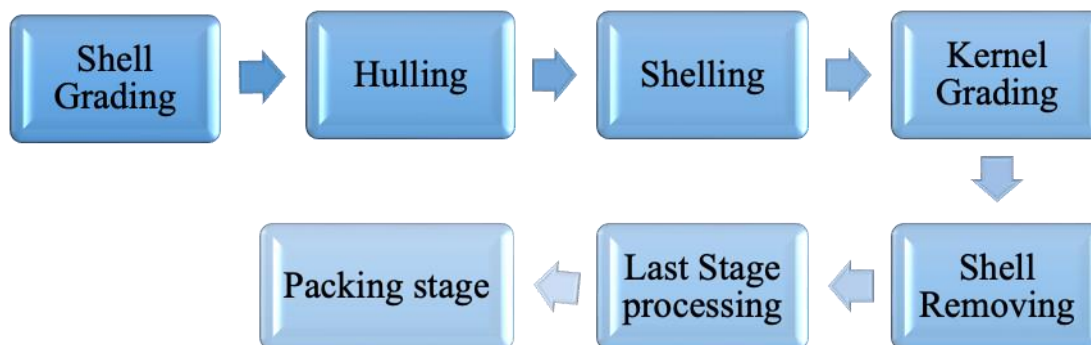 Shell
Grading
Hulling
Shelling
Kernel
Grading
Shell
Removing
Last Stage
processing
Packing stage